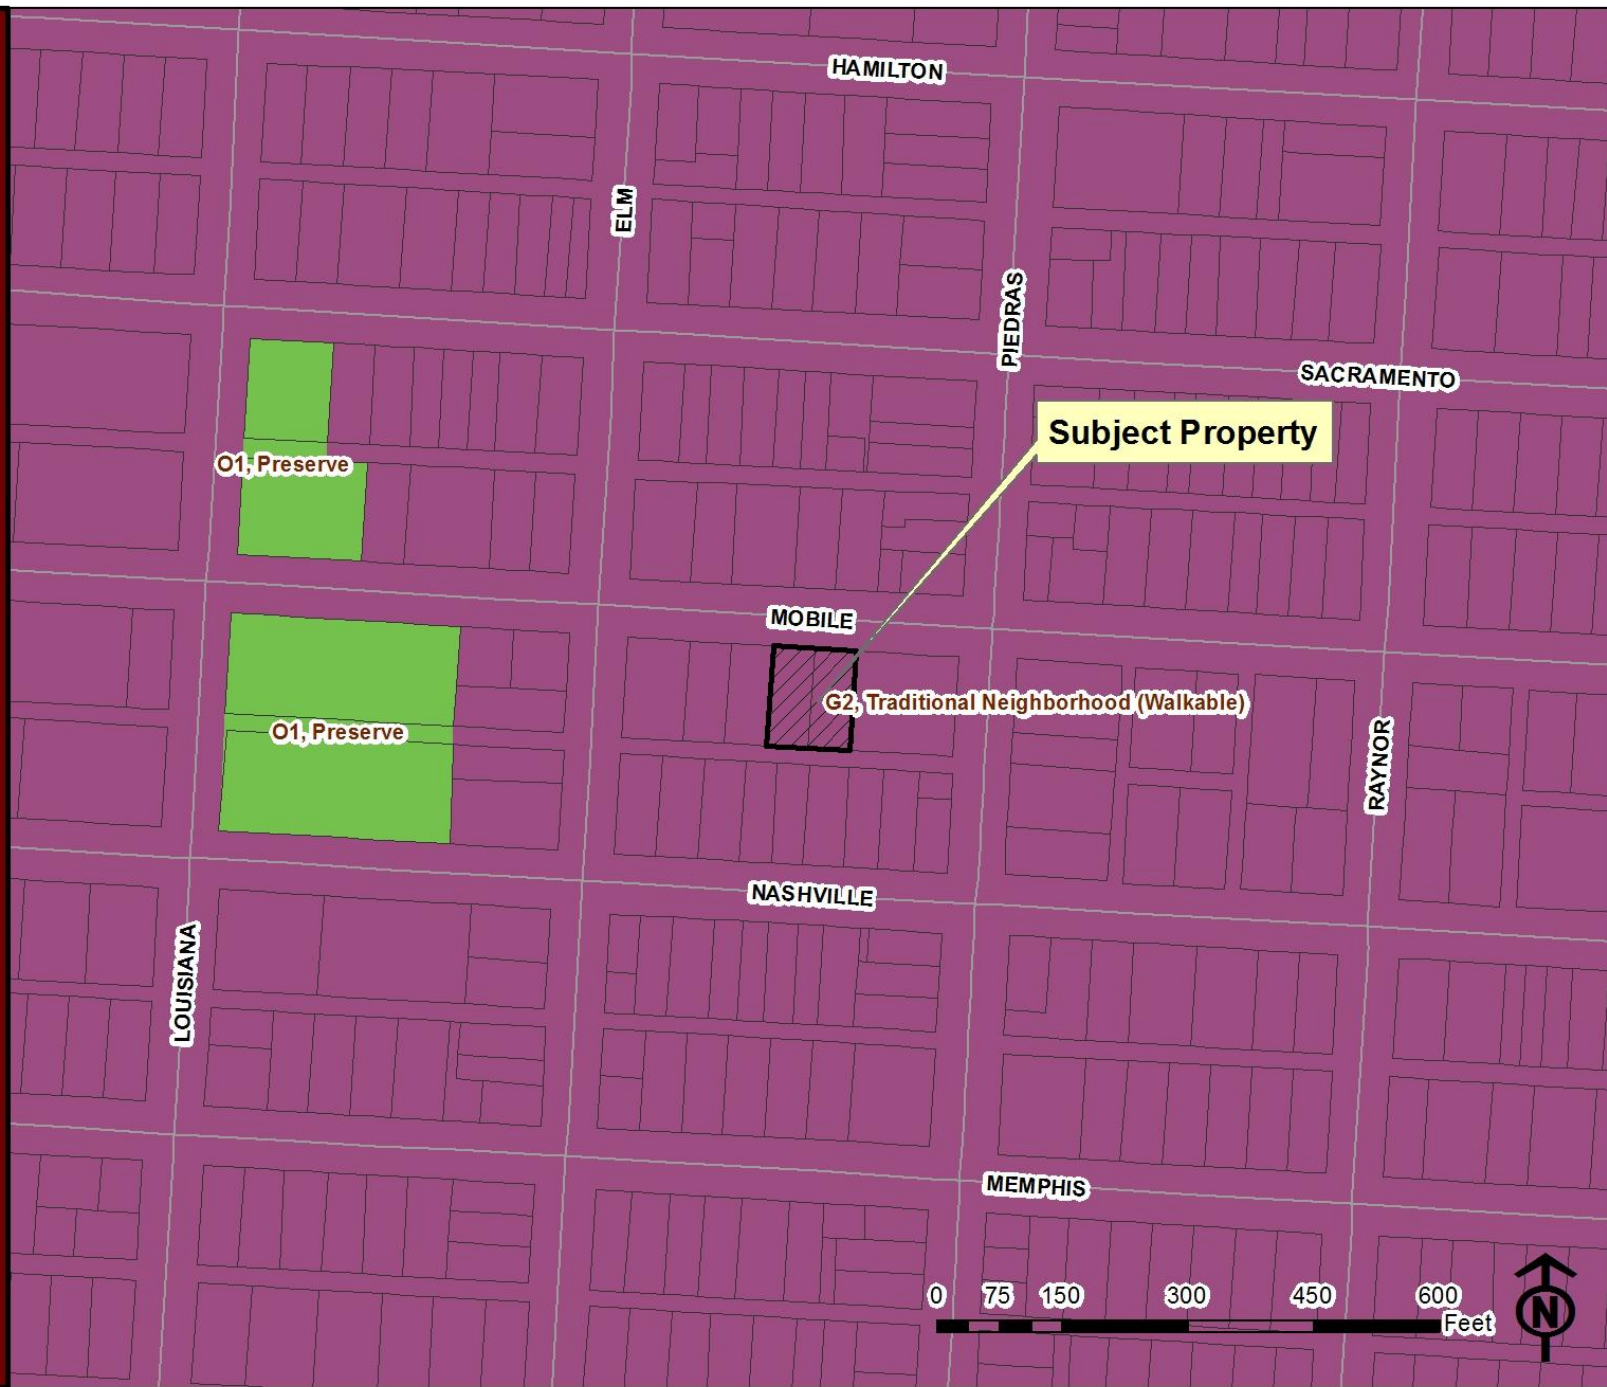 HAMILTON
ELM
PIEDRAS
SACRAMENTO
Subject Property
O1, Preserve
MOBILE
G2, Traditional Neighborhood (Walkable)
O1, Preserve
RAYNOR
NASHVILLE
LOUISIANA
MEMPHIS
0 75 150 300 450 600
Feet
N